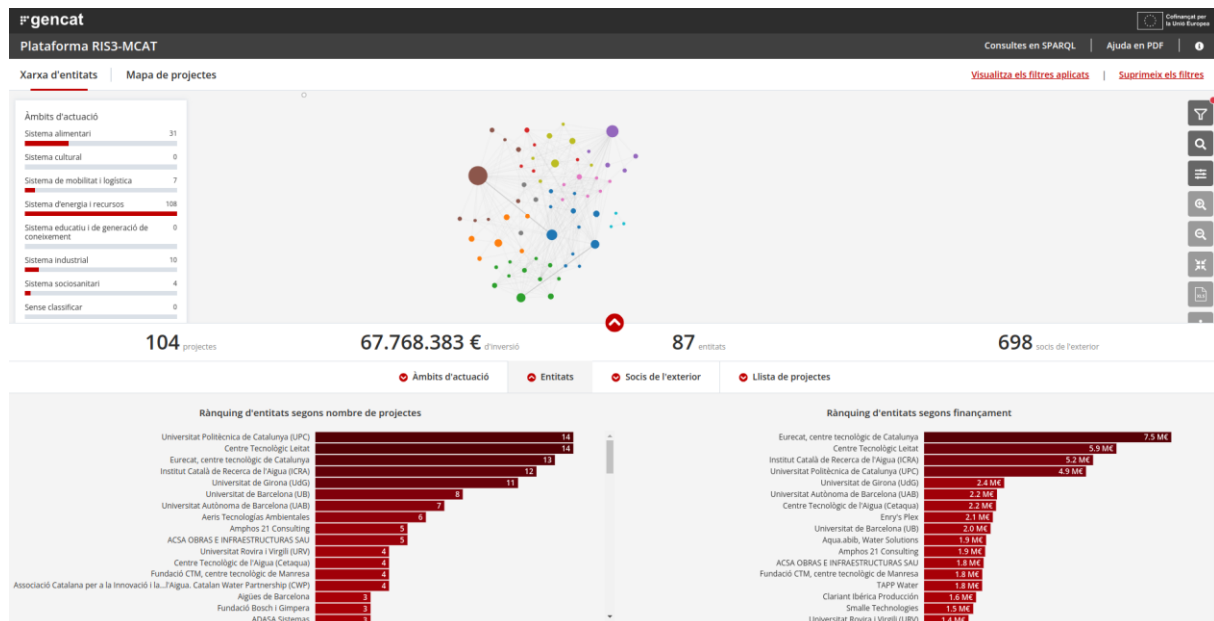 gencat
Cofinançat per
la Unió Europea
Plataforma RIS3-MCAT
Consultes en SPARQL
Ajuda en PDF
Xarxa d'entitats
Mapa de projectes
Visualitza els filtres aplicats
Suprimeix els filtres
Àmbits d'actuació
Sistema alimentari 31
Sistema cultural 0
Sistema de mobilitat i logística 7
Sistema d'energia i recursos 108
Sistema educatiu i de generació de 0
coneixement
Sistema industrial 10
Sistema sociosanitari 4
Sense classificar 0
104 projectes
67.768.383 € d'inversió
87 entitats
698 socis de l'exterior
Àmbits d'actuació
Entitats
Socis de l'exterior
Llista de projectes
Rànquing d'entitats segons nombre de projectes
Universitat Politècnica de Catalunya (UPC) 14
Centre Tecnològic Leitat 14
Eurecat, centre tecnològic de Catalunya 13
Institut Català de Recerca de l'Aigua (ICRA) 12
Universitat de Girona (UdG) 11
Universitat de Barcelona (UB) 8
Universitat Autònoma de Barcelona (UAB) 7
Aeris Tecnologías Ambientales 6
Amphos 21 Consulting 5
ACSA OBRAS E INFRAESTRUCTURAS SAU 5
Universitat Rovira i Virgili (URV) 4
Centre Tecnològic de l'Aigua (Cetaqua) 4
Fundació CTM, centre tecnològic de Manresa 4
Associació Catalana per a la Innovació i la...l'Aigua. Catalan Water Partnership (CWP) 4
Aigües de Barcelona 3
Fundació Bosch i Gimpera 3
ADASA Sistemas 3
Rànquing d'entitats segons finançament
Eurecat, centre tecnològic de Catalunya 7.5 M€
Centre Tecnològic Leitat 5.9 M€
Institut Català de Recerca de l'Aigua (ICRA) 5.2 M€
Universitat Politècnica de Catalunya (UPC) 4.9 M€
Universitat de Girona (UdG) 2.4 M€
Universitat Autònoma de Barcelona (UAB) 2.2 M€
Centre Tecnològic de l'Aigua (Cetaqua) 2.2 M€
Enry's Plex 2.1 M€
Universitat de Barcelona (UB) 2.0 M€
Aqua.abib, Water Solutions 1.9 M€
Amphos 21 Consulting 1.9 M€
ACSA OBRAS E INFRAESTRUCTURAS SAU 1.8 M€
Fundació CTM, centre tecnològic de Manresa 1.8 M€
TAPP Water 1.8 M€
Clariant Ibérica Producción 1.6 M€
Smalle Technologies 1.5 M€
Universitat Rovira i Virgili (URV) 1.4 M€